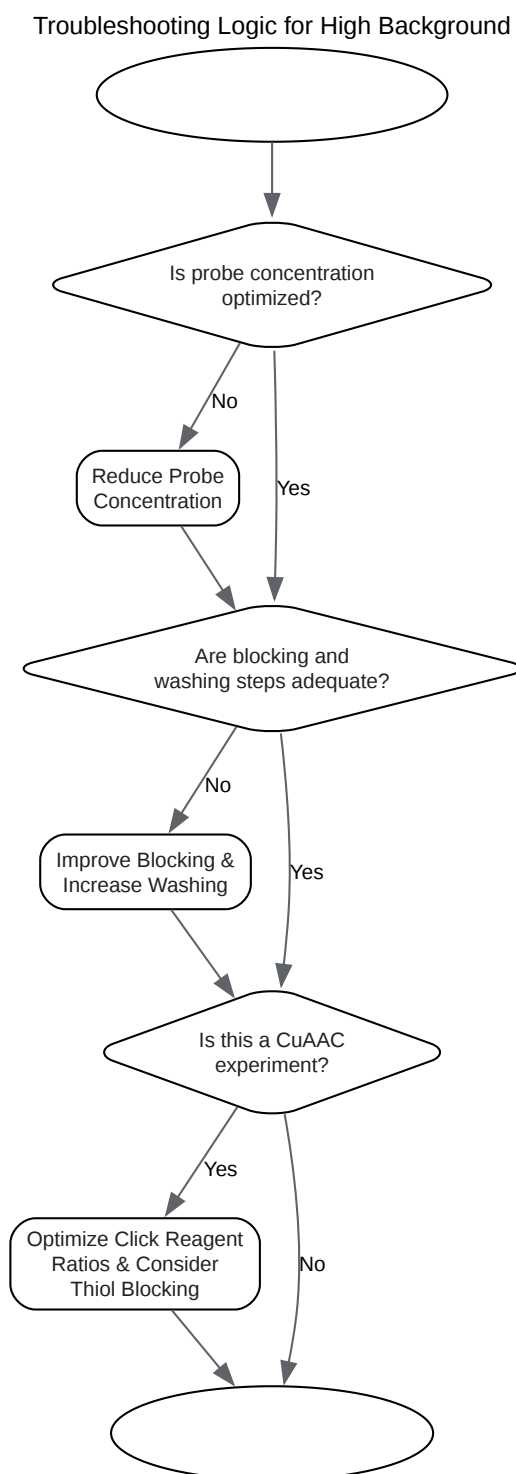 Troubleshooting Logic for High Background
Is probe concentration
optimized?
No
Reduce Probe
Concentration
Yes
Are blocking and
washing steps adequate?
No
Improve Blocking &
Increase Washing
Yes
Is this a CuAAC
experiment?
Yes
Optimize Click Reagent
Ratios & Consider
Thiol Blocking
No